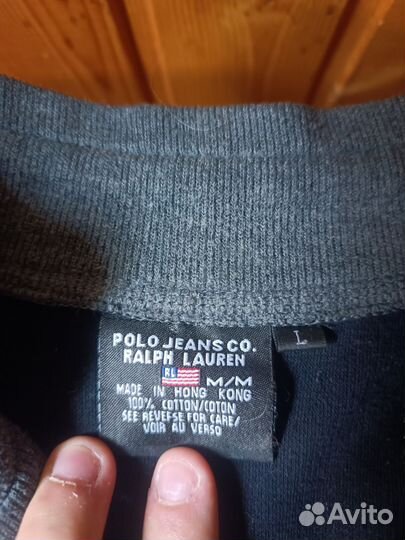 POLO JEANS CO.
RALPH LAUREN
RL M/M
MADE IN HONG KONG
100% COTTON/COTON
SEE REVERSE FOR CARE/
VOIR AU VERSO
L
Avito